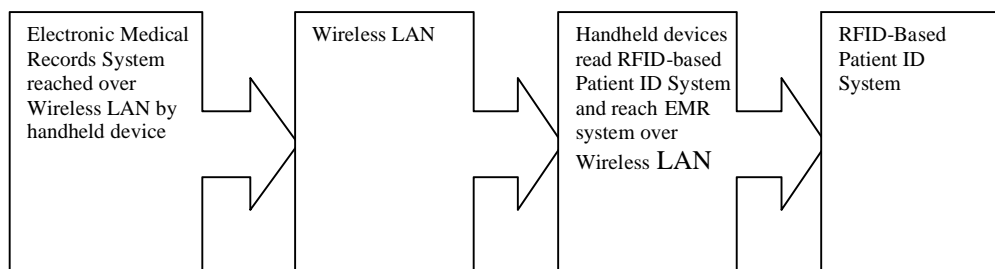 Electronic Medical
Records System
reached over
Wireless LAN by
handheld device
Wireless LAN
Handheld devices
read RFID-based
Patient ID System
and reach EMR
system over
Wireless LAN
RFID-Based
Patient ID
System